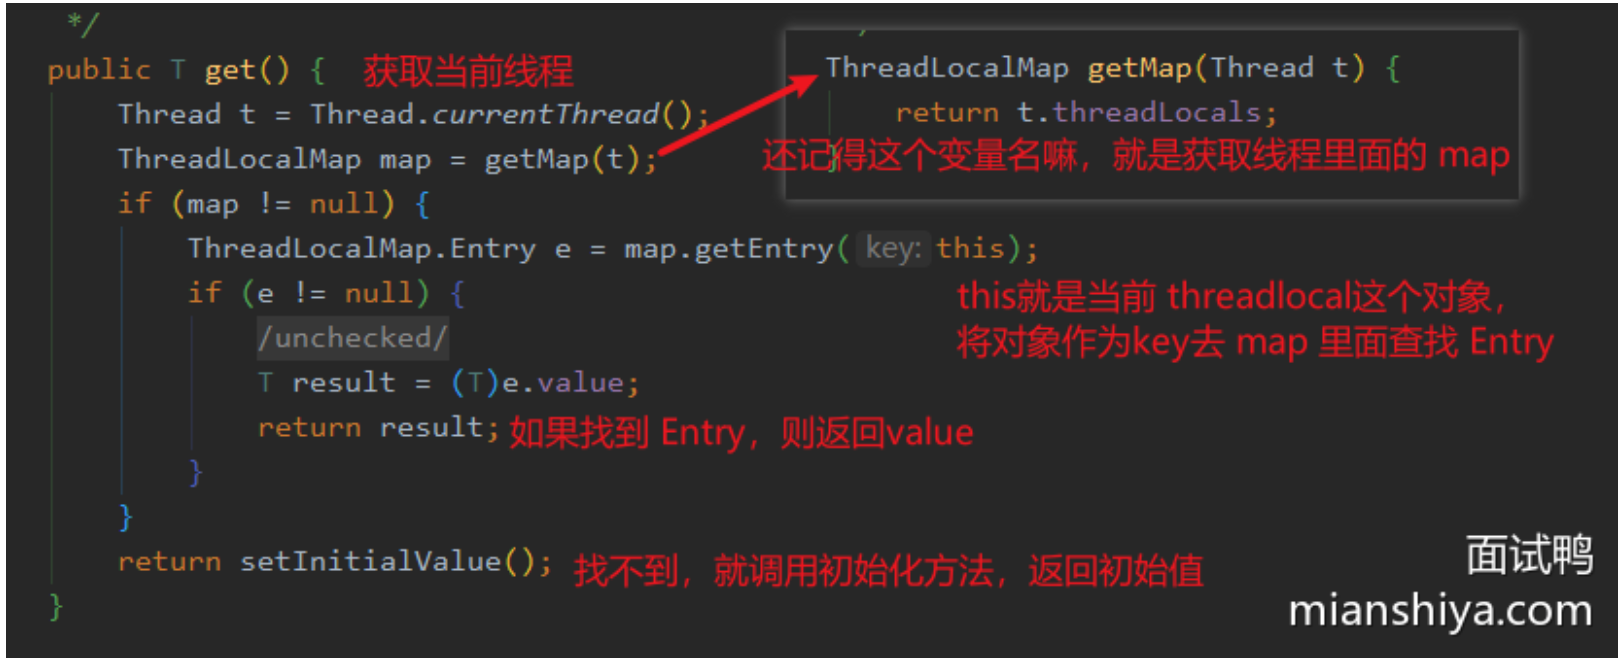 */
public T get() { 获取当前线程
Thread t = Thread.currentThread();
ThreadLocalMap map = getMap(t);
ThreadLocalMap getMap(Thread t) {
return t.threadLocals;
还记得这个变量名嘛，就是获取线程里面的 map
}
if (map != null) {
ThreadLocalMap.Entry e = map.getEntry( key: this);
if (e != null) {
this就是当前 threadlocal这个对象，
将对象作为key去 map 里面查找 Entry
/unchecked/
T result = (T)e.value;
return result; 如果找到 Entry，则返回value
}
}
return setInitialValue(); 找不到，就调用初始化方法，返回初始值
}
面试鸭
mianshiya.com